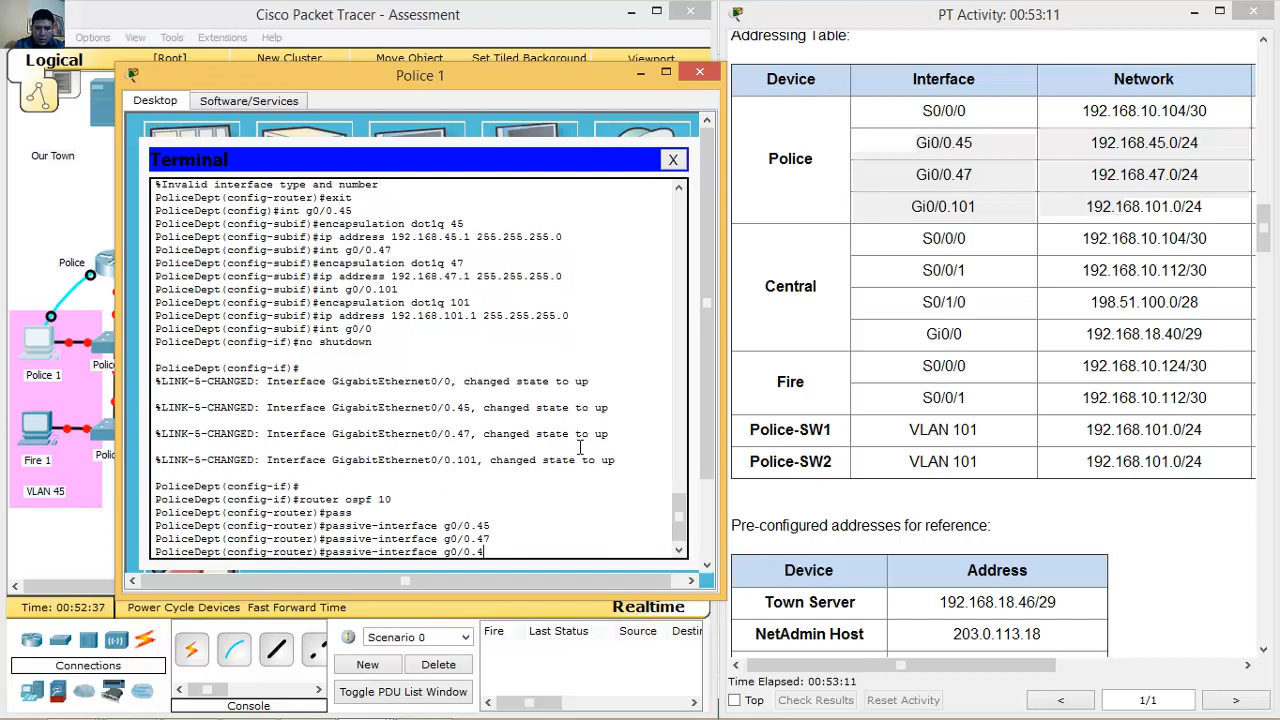 Cisco Packet Tracer - Assessment
PT Activity: 00:53:11
Options View Tools Extensions Help
Logical
[Root]
New Cluster
Move Object
Set Tiled Background
Viewport
Police 1
Desktop
Software/Services
Our Town
Police
Police 1
Fire 1
VLAN 45
Terminal
X
%Invalid interface type and number
PoliceDept(config-router)#exit
PoliceDept(config)#int g0/0.45
PoliceDept(config-subif)#encapsulation dot1q 45
PoliceDept(config-subif)#ip address 192.168.45.1 255.255.255.0
PoliceDept(config-subif)#int g0/0.47
PoliceDept(config-subif)#encapsulation dot1q 47
PoliceDept(config-subif)#ip address 192.168.47.1 255.255.255.0
PoliceDept(config-subif)#int g0/0.101
PoliceDept(config-subif)#encapsulation dot1q 101
PoliceDept(config-subif)#ip address 192.168.101.1 255.255.255.0
PoliceDept(config-subif)#int g0/0
PoliceDept(config-if)#no shutdown
PoliceDept(config-if)#
%LINK-5-CHANGED: Interface GigabitEthernet0/0, changed state to up
%LINK-5-CHANGED: Interface GigabitEthernet0/0.45, changed state to up
%LINK-5-CHANGED: Interface GigabitEthernet0/0.47, changed state to up
%LINK-5-CHANGED: Interface GigabitEthernet0/0.101, changed state to up
PoliceDept(config-if)#
PoliceDept(config-if)#router ospf 10
PoliceDept(config-router)#pass
PoliceDept(config-router)#passive-interface g0/0.45
PoliceDept(config-router)#passive-interface g0/0.47
PoliceDept(config-router)#passive-interface g0/0.4
Time: 00:52:37
Power Cycle Devices Fast Forward Time
Realtime
Connections
Console
Scenario 0
New
Delete
Toggle PDU List Window
Fire Last Status Source Destir
Addressing Table:
Device Interface Network
Police S0/0/0 192.168.10.104/30
Gi0/0.45 192.168.45.0/24
Gi0/0.47 192.168.47.0/24
Gi0/0.101 192.168.101.0/24
Central S0/0/0 192.168.10.104/30
S0/0/1 192.168.10.112/30
S0/1/0 198.51.100.0/28
Gi0/0 192.168.18.40/29
Fire S0/0/0 192.168.10.124/30
S0/0/1 192.168.10.112/30
Police-SW1 VLAN 101 192.168.101.0/24
Police-SW2 VLAN 101 192.168.101.0/24
Pre-configured addresses for reference:
Device Address
Town Server 192.168.18.46/29
NetAdmin Host 203.0.113.18
Time Elapsed: 00:53:11
Top
Check Results
Reset Activity
<
1/1
>